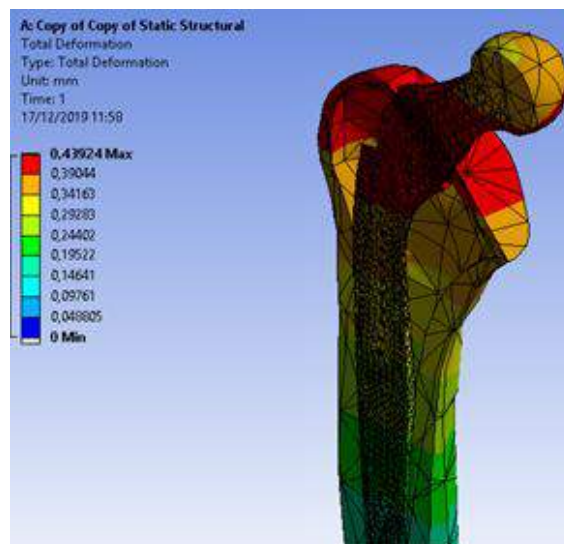 A: Copy of Copy of Static Structural
Total Deformation
Type: Total Deformation
Unit: mm
Time: 1
17/12/2019 11:58
0,43924 Max
0,39044
0,34163
0,29283
0,24402
0,19522
0,14641
0,09761
0,048805
0 Min